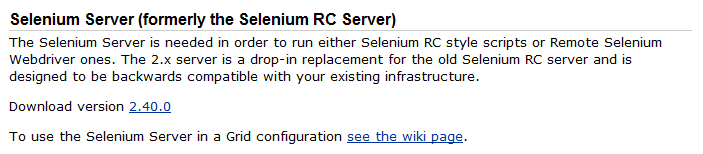 Selenium Server (formerly the Selenium RC Server)
The Selenium Server is needed in order to run either Selenium RC style scripts or Remote Selenium
Webdriver ones. The 2.x server is a drop-in replacement for the old Selenium RC server and is
designed to be backwards compatible with your existing infrastructure.
Download version 2.40.0
To use the Selenium Server in a Grid configuration see the wiki page.